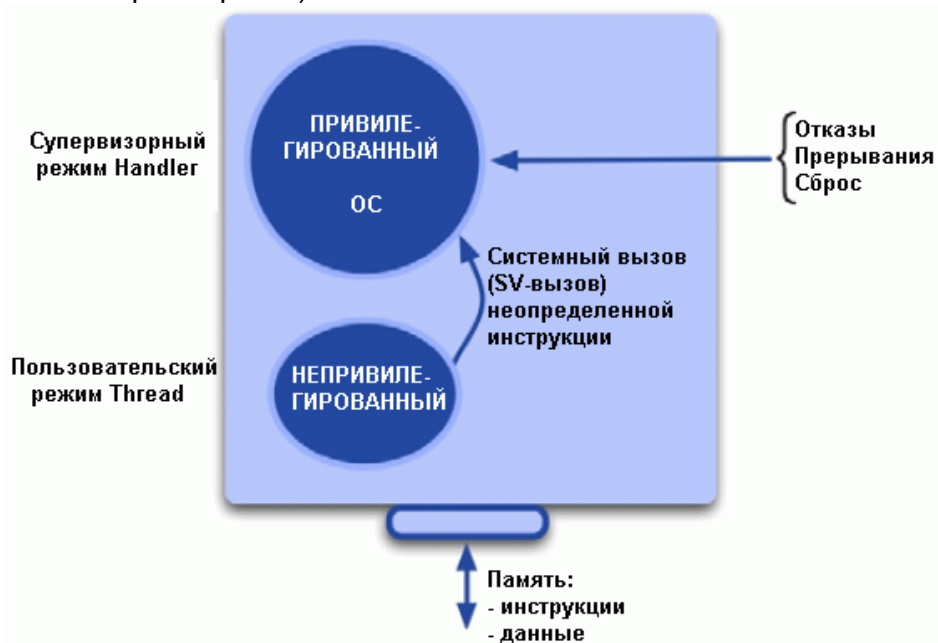 ПРИВИЛЕ-
ГИРОВАННЫЙ
ОС
Супервизорный
режим Handler
Отказы
Прерывания
Сброс
Системный вызов
(SV-вызов)
неопределенной
инструкции
Пользовательский
режим Thread
НЕПРИВИЛЕ-
ГИРОВАННЫЙ
Память:
- инструкции
- данные